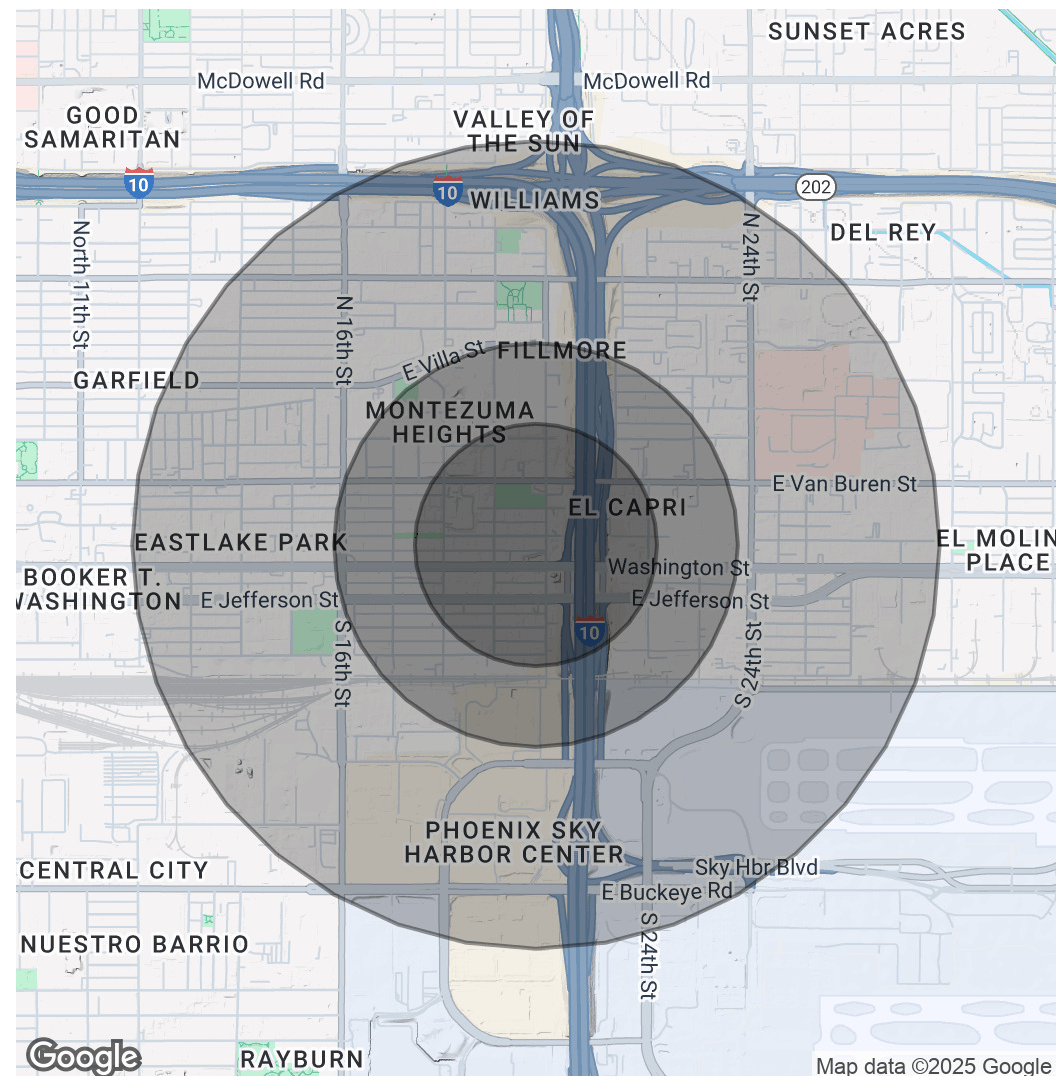 SUNSET ACRES
McDowell Rd
McDowell Rd
GOOD
SAMARITAN
VALLEY OF
THE SUN
10
10
202
WILLIAMS
North 11th St
N 24th St
DEL REY
N 16th St
E Villa St
FILLMORE
GARFIELD
MONTEZUMA
HEIGHTS
E Van Buren St
EL CAPRI
EASTLAKE PARK
EL MOLIN
PLACE
Washington St
BOOKER T.
WASHINGTON
E Jefferson St
E Jefferson St
10
S 16th St
S 24th St
PHOENIX SKY
HARBOR CENTER
CENTRAL CITY
Sky Hbr Blvd
E Buckeye Rd
NUESTRO BARRIO
S 24th St
Google
RAYBURN
Map data ©2025 Google